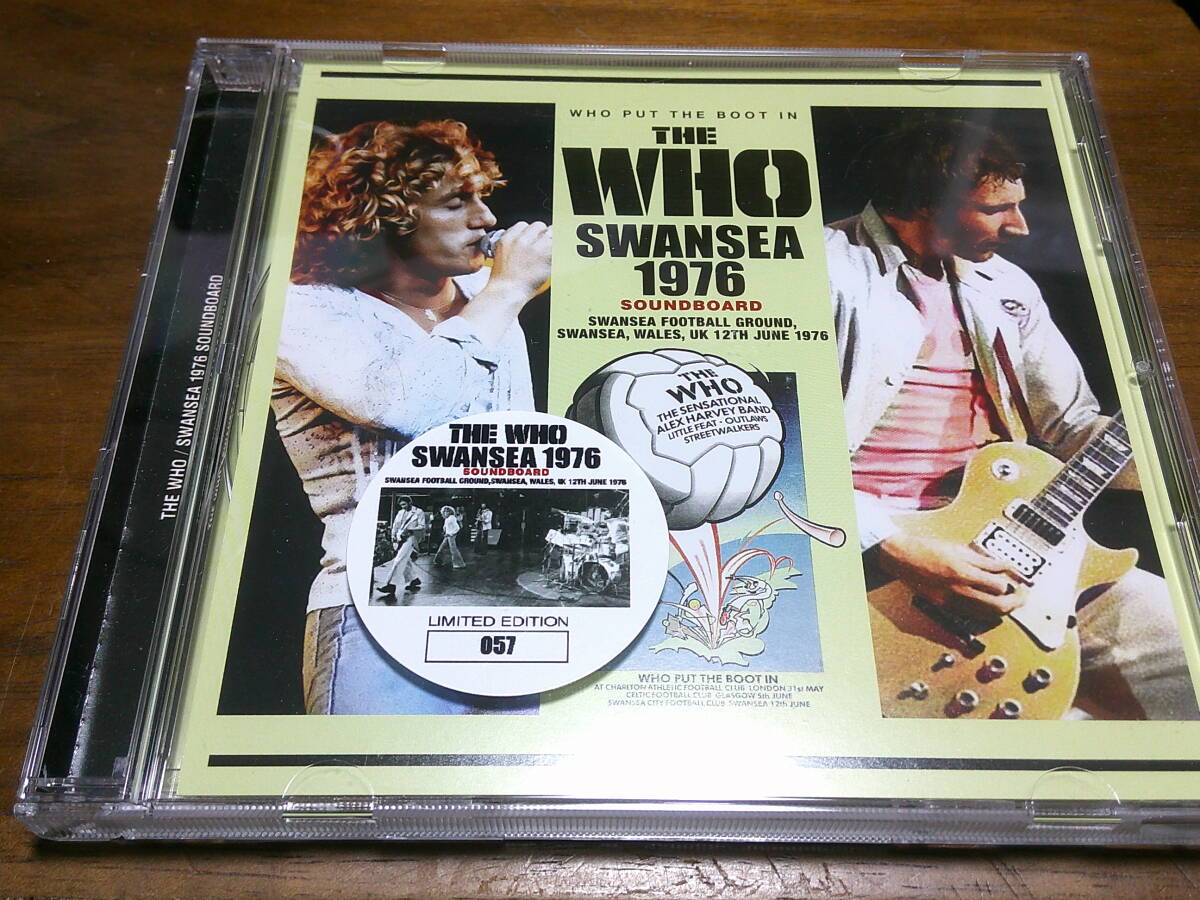 WHO PUT THE BOOT IN
THE
WHO
SWANSEA
1976
SOUNDBOARD
SWANSEA FOOTBALL GROUND,
SWANSEA, WALES, UK 12TH JUNE 1976
THE
WHO
THE SENSATIONAL
ALEX HARVEY BAND
LITTLE FEAT - OUTLAWS
STREETWALKERS
WHO PUT THE BOOT IN
AT CHARLTON ATHLETIC FOOTBALL CLUB LONDON 31st MAY
CELTIC FOOTBALL CLUB GLASGOW 5th JUNE
SWANSEA CITY FOOTBALL CLUB SWANSEA 12th JUNE
THE WHO
SWANSEA 1976
SOUNDBOARD
SWANSEA FOOTBALL GROUND,SWANSEA, WALES, UK 12TH JUNE 1976
LIMITED EDITION
057
THE WHO / SWANSEA 1976 SOUNDBOARD